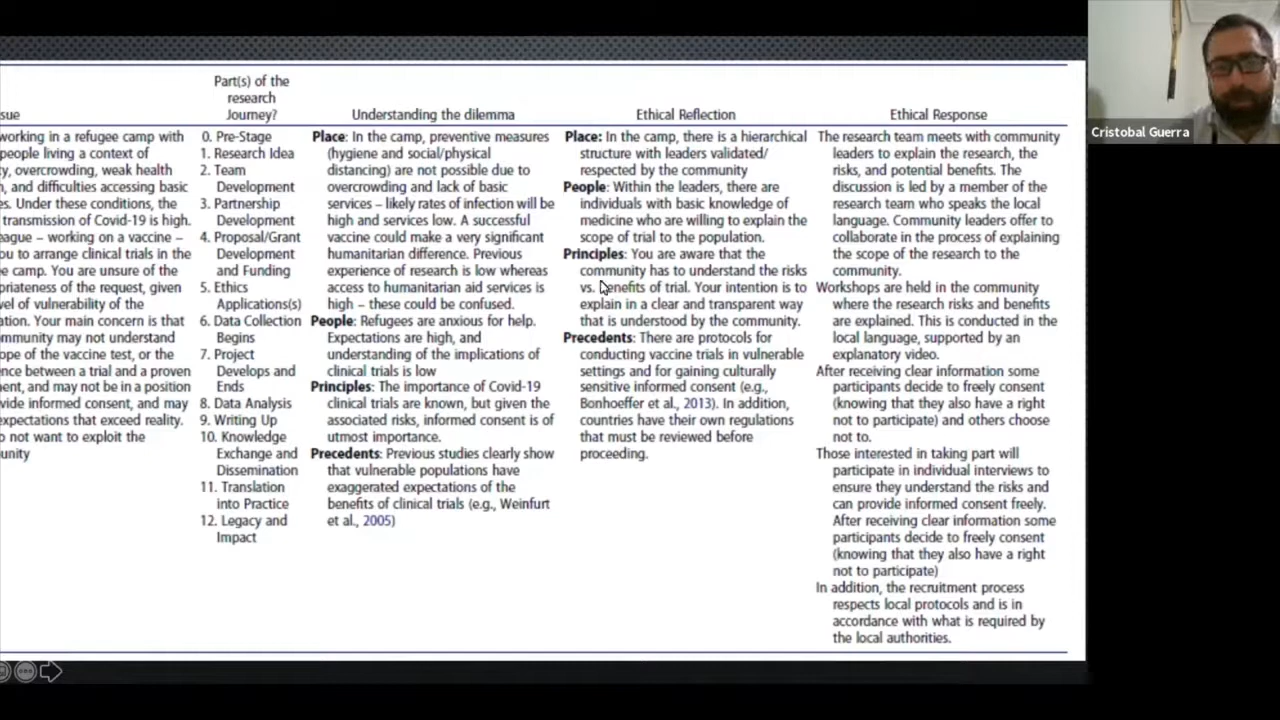 sue
working in a refugee camp with
people living a context of
y, overcrowding, weak health
n, and difficulties accessing basic
es. Under these conditions, the
transmission of Covid-19 is high.
eague – working on a vaccine –
ou to arrange clinical trials in the
e camp. You are unsure of the
priateness of the request, given
vel of vulnerability of the
ation. Your main concern is that
mmunity may not understand
ope of the vaccine test, or the
nce between a trial and a proven
ent, and may not be in a position
vide informed consent, and may
expectations that exceed reality.
o not want to exploit the
unity
Part(s) of the
research
Journey?
0. Pre-Stage
1. Research Idea
2. Team
Development
3. Partnership
Development
4. Proposal/Grant
Development
and Funding
5. Ethics
Applications(s)
6. Data Collection
Begins
7. Project
Develops and
Ends
8. Data Analysis
9. Writing Up
10. Knowledge
Exchange and
Dissemination
11. Translation
into Practice
12. Legacy and
Impact
Understanding the dilemma
Place: In the camp, preventive measures
(hygiene and social/physical
distancing) are not possible due to
overcrowding and lack of basic
services – likely rates of infection will be
high and services low. A successful
vaccine could make a very significant
humanitarian difference. Previous
experience of research is low whereas
access to humanitarian aid services is
high – these could be confused.
People: Refugees are anxious for help.
Expectations are high, and
understanding of the implications of
clinical trials is low
Principles: The importance of Covid-19
clinical trials are known, but given the
associated risks, informed consent is of
utmost importance.
Precedents: Previous studies clearly show
that vulnerable populations have
exaggerated expectations of the
benefits of clinical trials (e.g., Weinfurt
et al., 2005)
Ethical Reflection
Place: In the camp, there is a hierarchical
structure with leaders validated/
respected by the community
People: Within the leaders, there are
individuals with basic knowledge of
medicine who are willing to explain the
scope of trial to the population.
Principles: You are aware that the
community has to understand the risks
vs. benefits of trial. Your intention is to
explain in a clear and transparent way
that is understood by the community.
Precedents: There are protocols for
conducting vaccine trials in vulnerable
settings and for gaining culturally
sensitive informed consent (e.g.,
Bonhoeffer et al., 2013). In addition,
countries have their own regulations
that must be reviewed before
proceeding.
Ethical Response
The research team meets with community
leaders to explain the research, the
risks, and potential benefits. The
discussion is led by a member of the
research team who speaks the local
language. Community leaders offer to
collaborate in the process of explaining
the scope of the research to the
community.
Workshops are held in the community
where the research risks and benefits
are explained. This is conducted in the
local language, supported by an
explanatory video.
After receiving clear information some
participants decide to freely consent
(knowing that they also have a right
not to participate) and others choose
not to.
Those interested in taking part will
participate in individual interviews to
ensure they understand the risks and
can provide informed consent freely.
After receiving clear information some
participants decide to freely consent
(knowing that they also have a right
not to participate)
In addition, the recruitment process
respects local protocols and is in
accordance with what is required by
the local authorities.
Cristobal Guerra